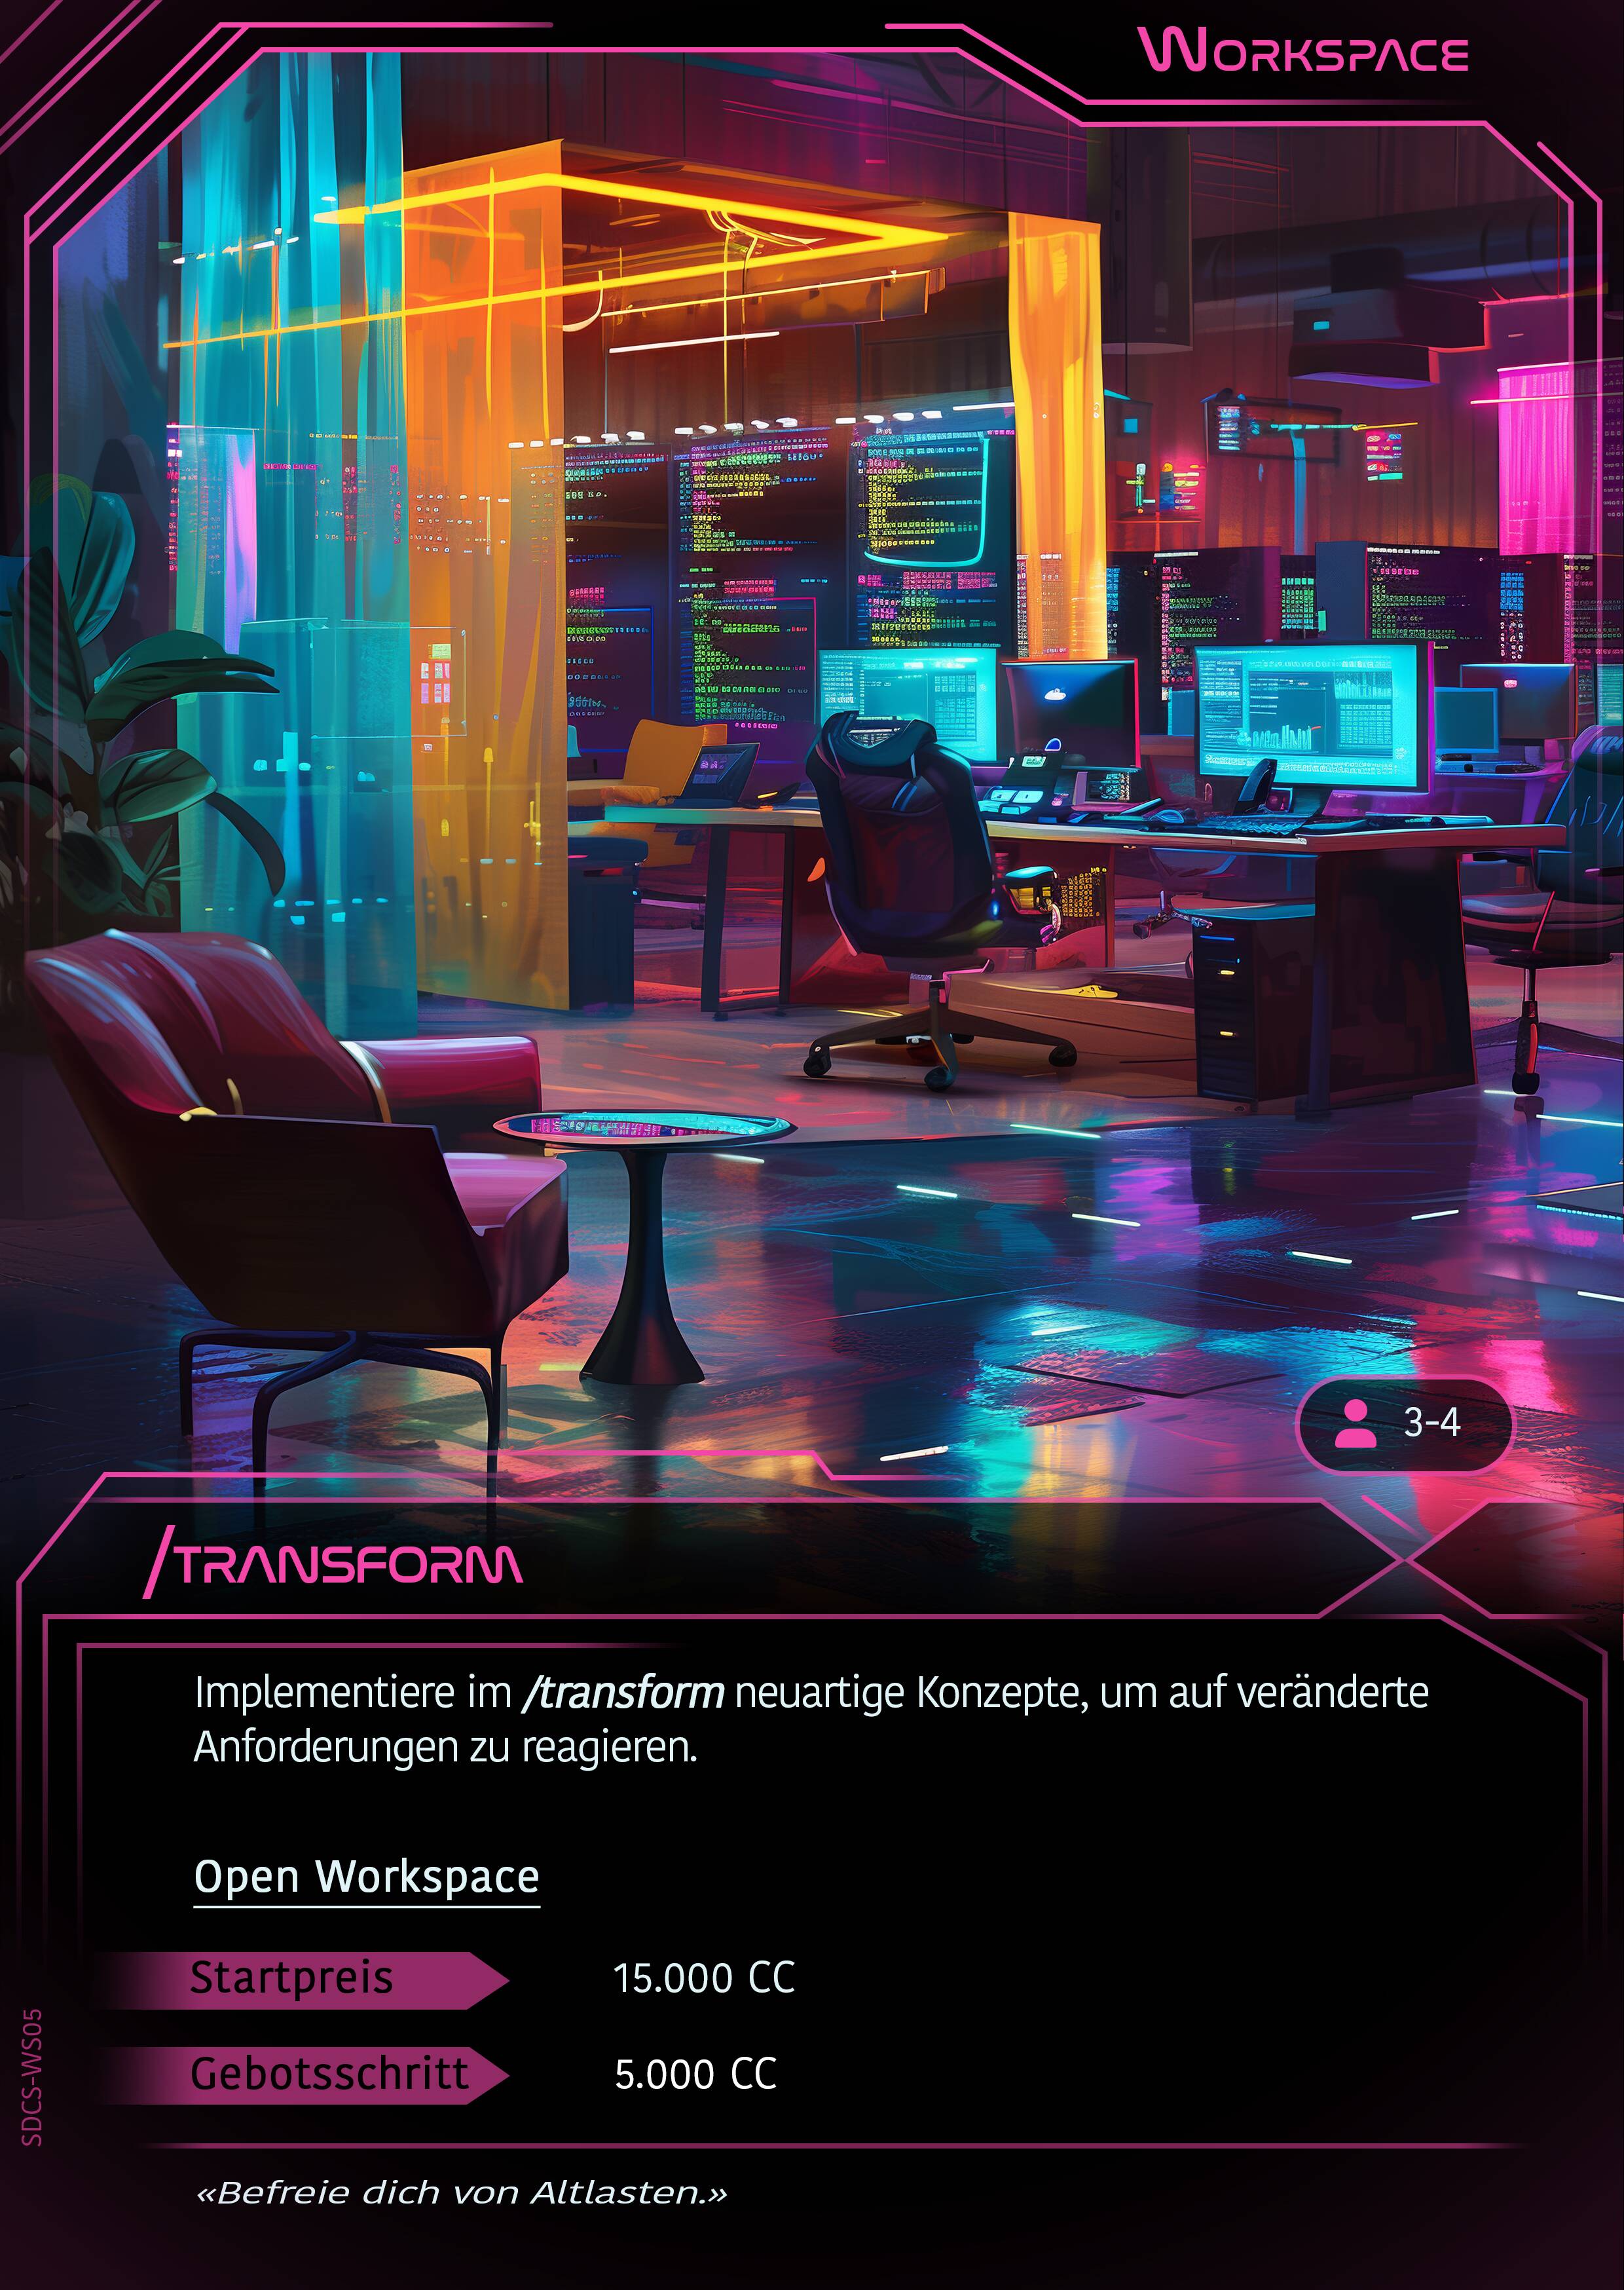 WORKSPACE
3-4
/TRANSFORM
Implementiere im /transform neuartige Konzepte, um auf veränderte
Anforderungen zu reagieren.
Open Workspace
Startpreis 15.000 CC
Gebotsschritt 5.000 CC
SDCS-WS05
«Befreie dich von Altlasten.»